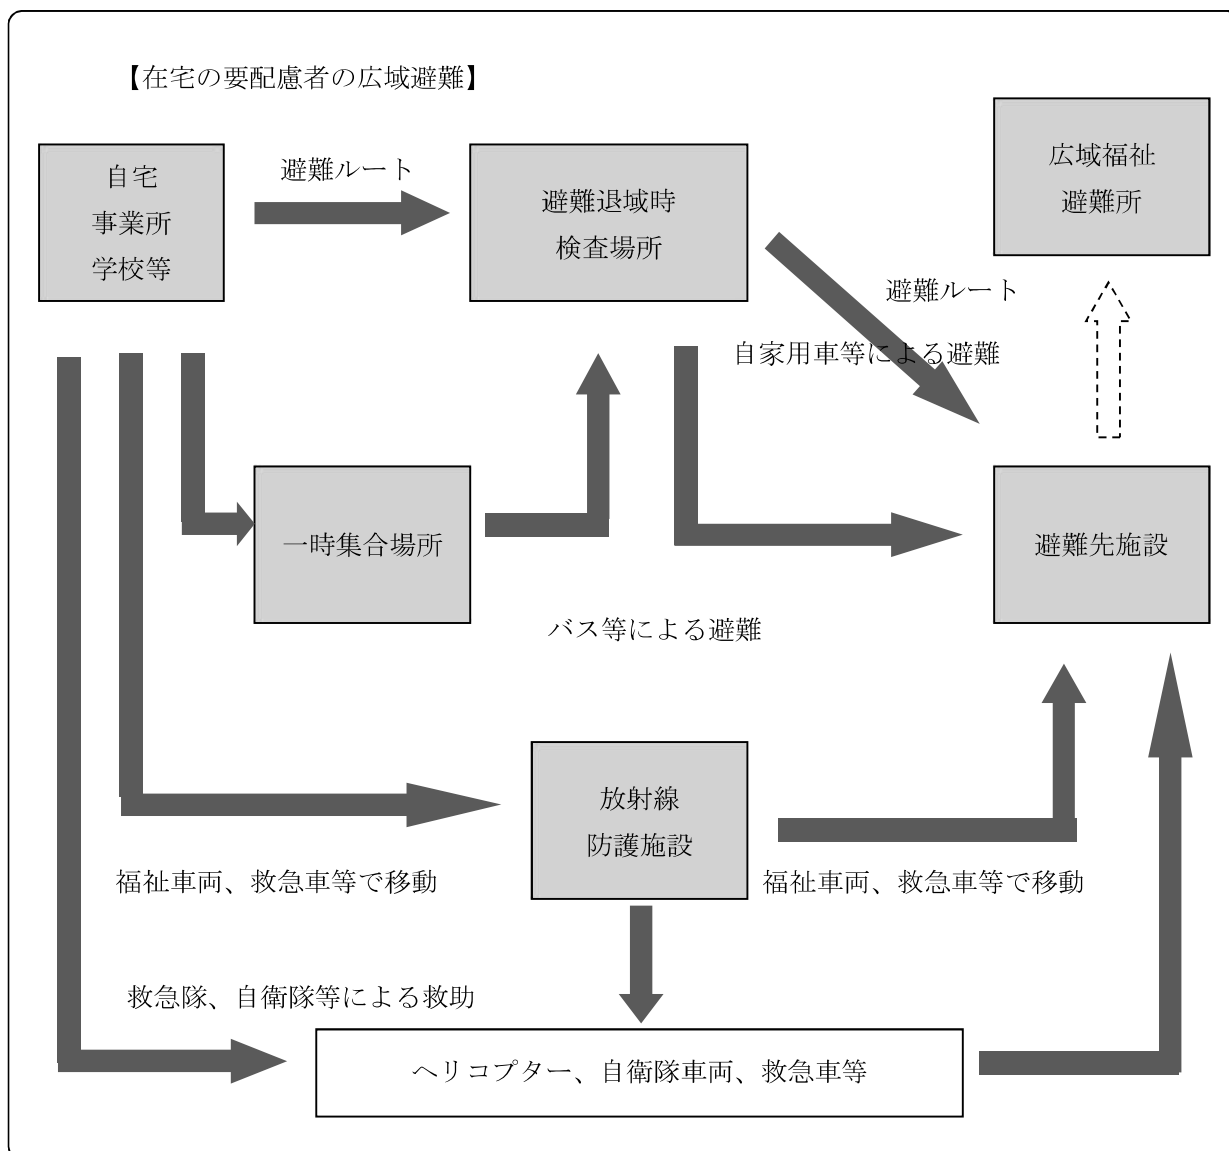 【在宅の要配慮者の広域避難】
自宅
事業所
学校等
避難ルート
避難退域時
検査場所
広域福祉
避難所
避難ルート
自家用車等による避難
一時集合場所
避難先施設
バス等による避難
放射線
防護施設
福祉車両、救急車等で移動
福祉車両、救急車等で移動
救急隊、自衛隊等による救助
ヘリコプター、自衛隊車両、救急車等